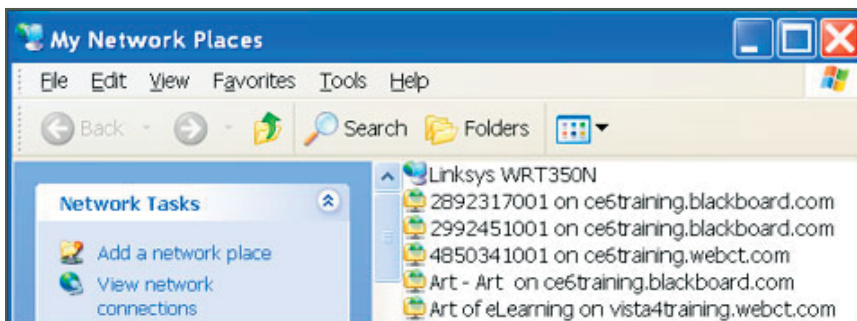 My Network Places
File Edit View Favorites Tools Help
Back Search Folders
Network Tasks
Add a network place
View network
connections
Linksys WRT350N
2892317001 on ce6training.blackboard.com
2992451001 on ce6training.blackboard.com
4850341001 on ce6training.webct.com
Art - Art on ce6training.blackboard.com
Art of eLearning on vista4training.webct.com